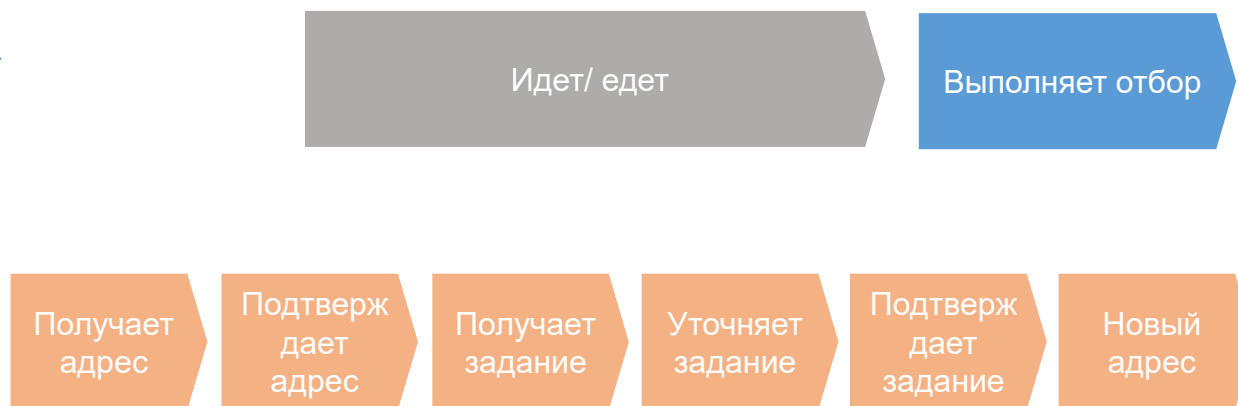 Идет/ едет
Выполняет отбор
Получает
адрес
Подтверж
дает
адрес
Получает
задание
Уточняет
задание
Подтверж
дает
задание
Новый
адрес